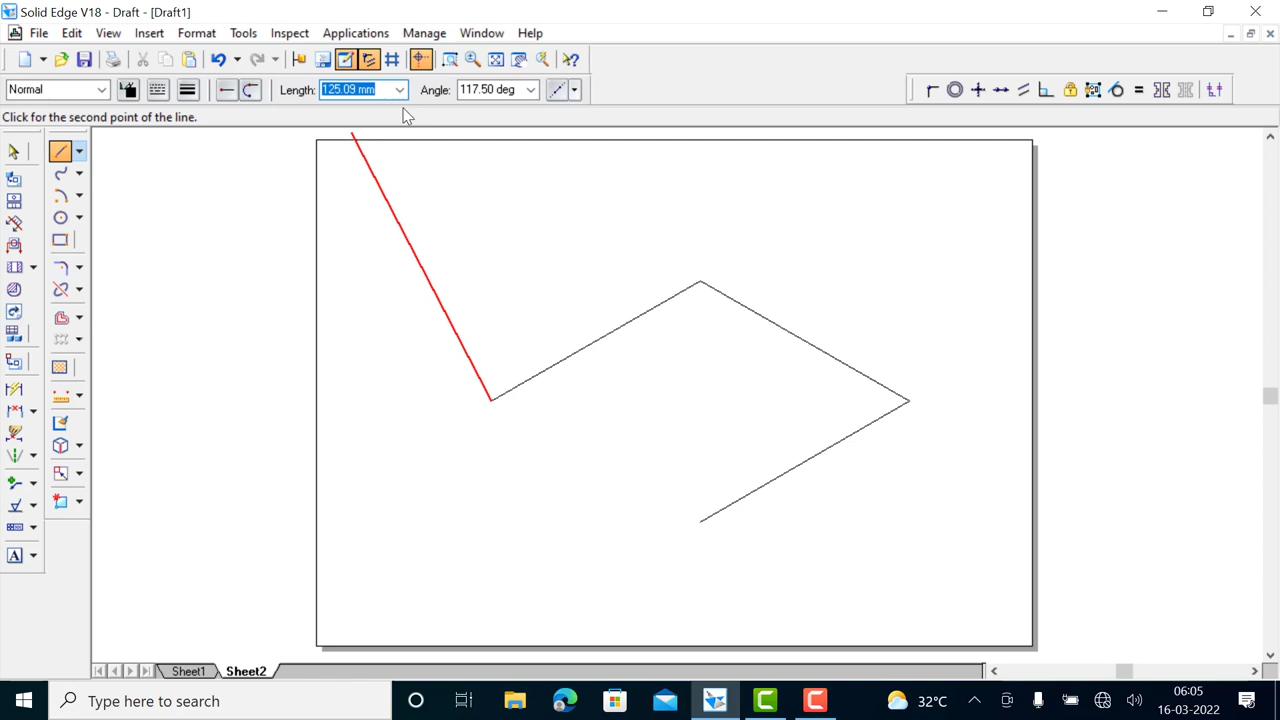 Solid Edge V18 - Draft - [Draft1]
File Edit View Insert Format Tools Inspect Applications Manage Window Help
Normal Length: 125.09 mm Angle: 117.50 deg
Click for the second point of the line.
Sheet1 Sheet2
Type here to search
32°C
06:05
16-03-2022